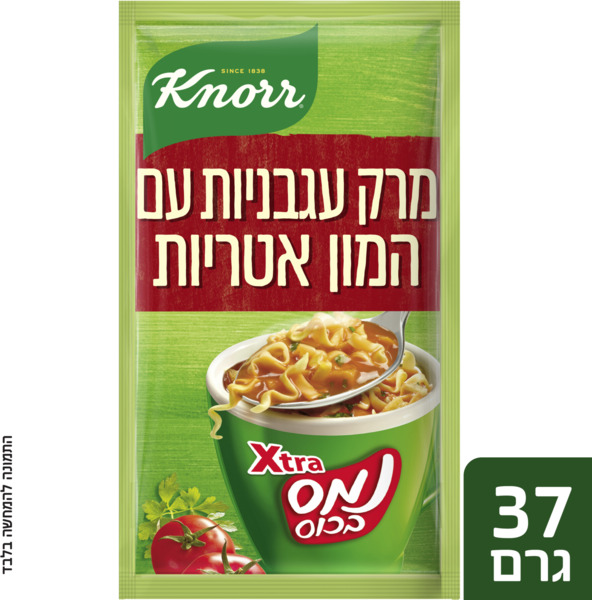 SINCE 1838
Knorr
מרק עגבניות עם
המון אטריות
Xtra
נמס
בכוס
37
גרם
התמונה להמחשה בלבד